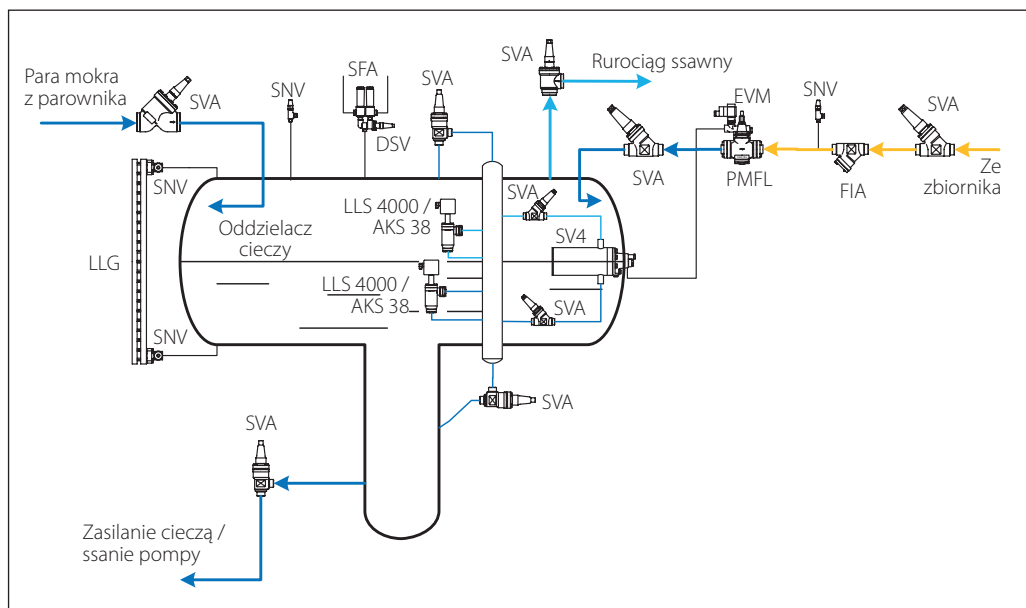 Para mokra
z parownika
SVA
SNV
SFA
DSV
SVA
SVA
Rurociąg ssawny
EVM
SNV
SVA
SVA
PMFL
FIA
Ze
zbiornika
SNV
LLG
SNV
Oddzielacz
cieczy
LLS 4000 /
AKS 38
LLS 4000 /
AKS 38
SVA
SV4
SVA
SVA
SVA
Zasilanie cieczą /
ssanie pompy